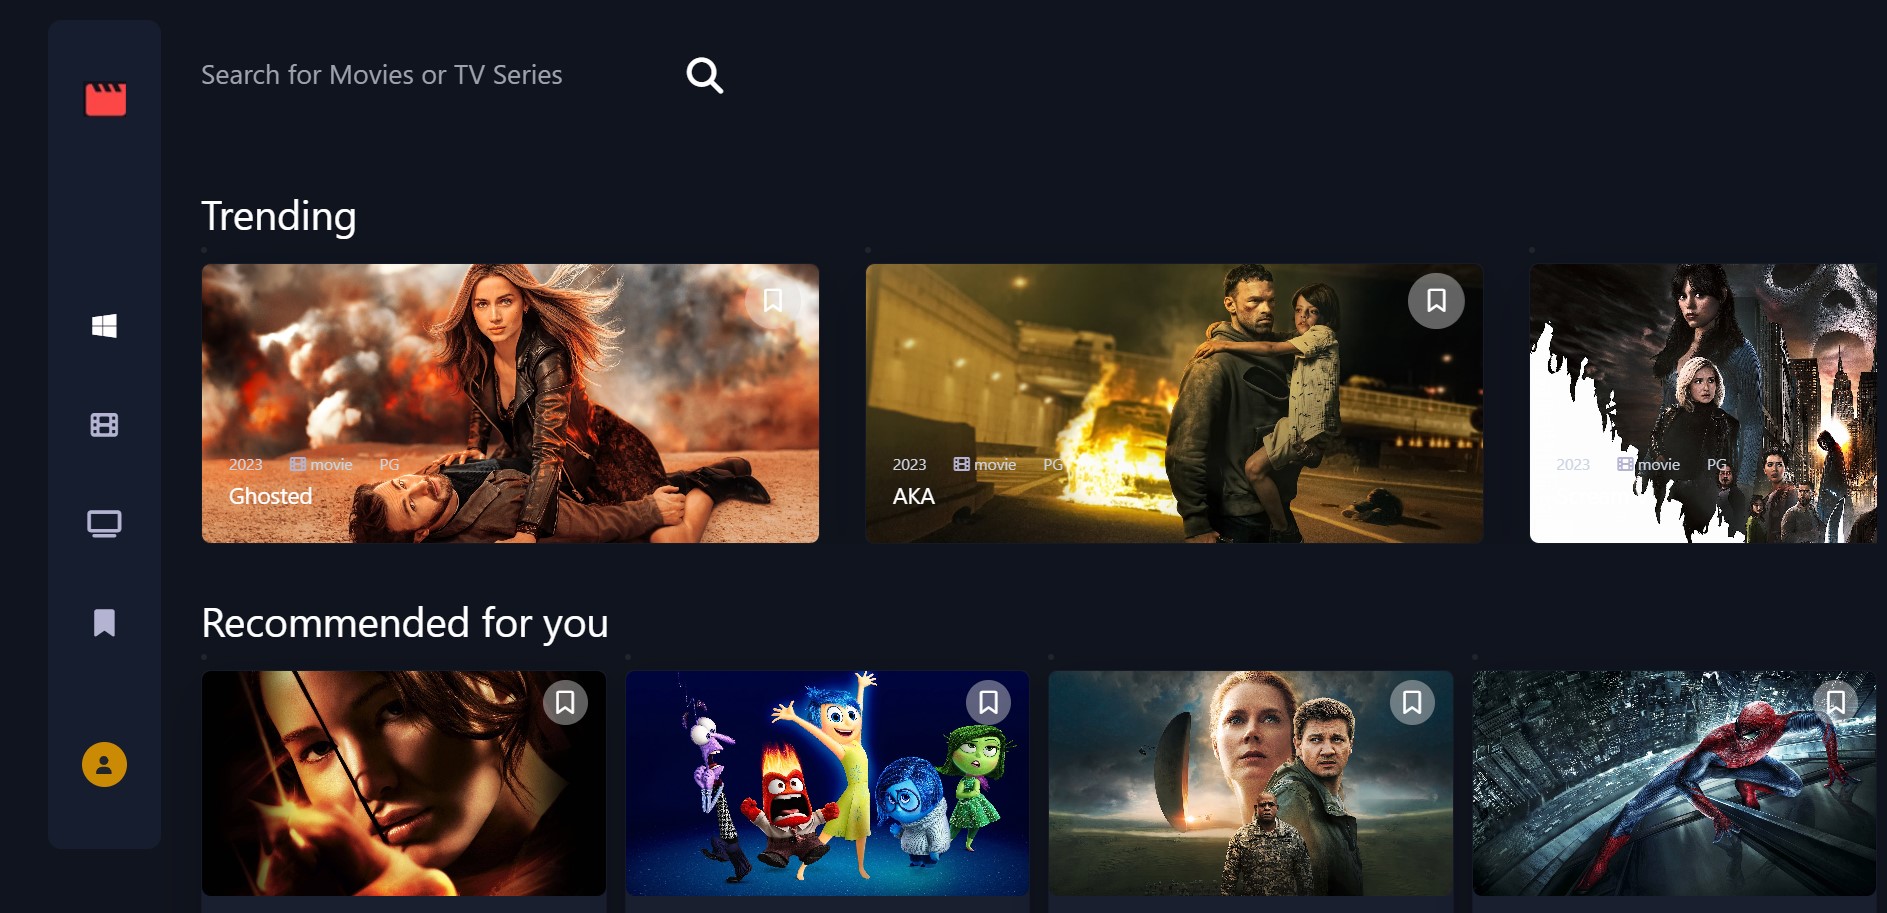 Search for Movies or TV Series
Trending
2023 movie PG
Ghosted
2023 movie PG
AKA
2023 movie PG
Recommended for you